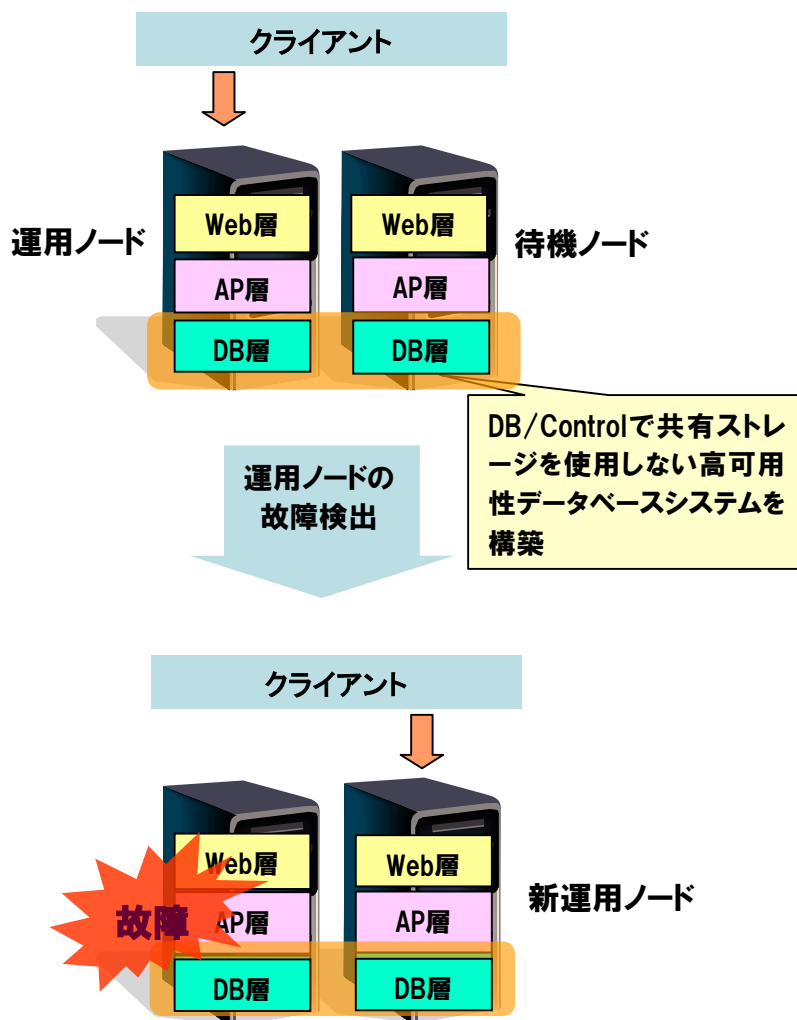 クライアント
運用ノード
Web層
AP層
DB層
Web層
AP層
DB層
待機ノード
DB/Controlで共有ストレ
ージを使用しない高可用
性データベースシステムを
構築
運用ノードの
故障検出
クライアント
故障
Web層
AP層
DB層
Web層
AP層
DB層
新運用ノード